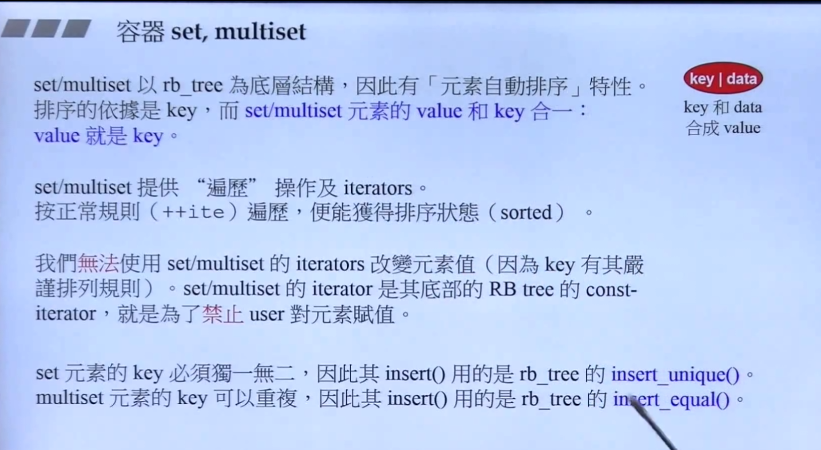 容器 set, multiset
set/multiset 以 rb_tree 為底層結構，因此有「元素自動排序」特性。
排序的依據是 key，而 set/multiset 元素的 value 和 key 合一：
value 就是 key。
key | data
key 和 data
合成 value
set/multiset 提供 “遍歷” 操作及 iterators。
按正常規則（++ite）遍歷，便能獲得排序狀態（sorted） 。
我們無法使用 set/multiset 的 iterators 改變元素值（因為 key 有其嚴
謹排列規則）。set/multiset 的 iterator 是其底部的 RB tree 的 const-
iterator，就是為了禁止 user 對元素賦值。
set 元素的 key 必須獨一無二，因此其 insert() 用的是 rb_tree 的 insert_unique()。
multiset 元素的 key 可以重複，因此其 insert() 用的是 rb_tree 的 insert_equal()。